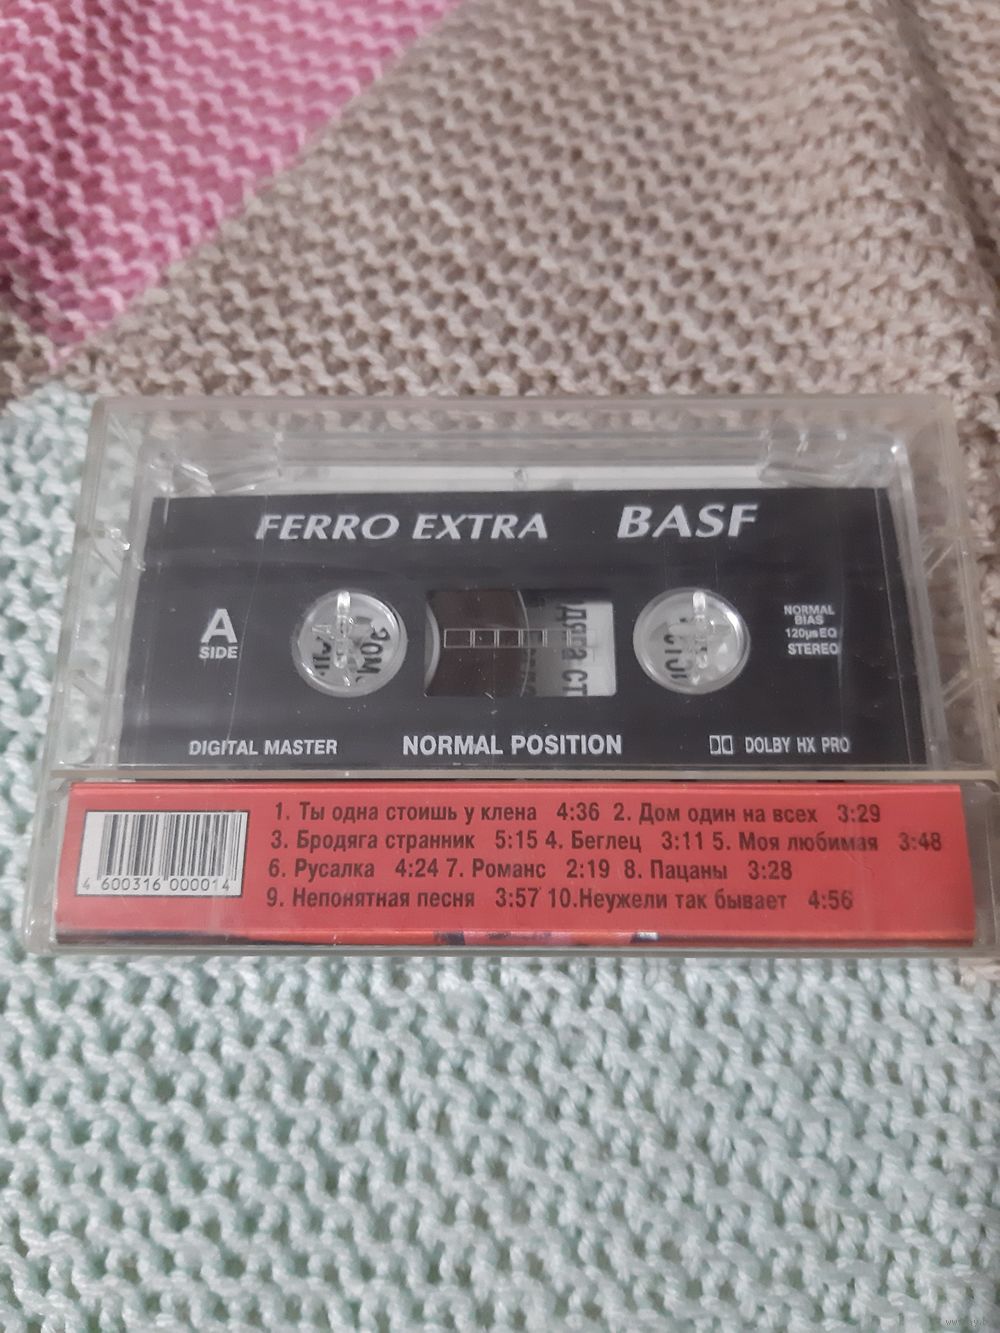 FERRO EXTRA BASF
A
SIDE
NORMAL
BIAS
120µs EQ
STEREO
DIGITAL MASTER NORMAL POSITION DOLBY HX PRO
1. Ты одна стоишь у клена 4:36 2. Дом один на всех 3:29
3. Бродяга странник 5:15 4. Беглец 3:11 5. Моя любимая 3:48
6. Русалка 4:24 7. Романс 2:19 8. Пацаны 3:28
9. Непонятная песня 3:57 10.Неужели так бывает 4:56
4 600316 000014